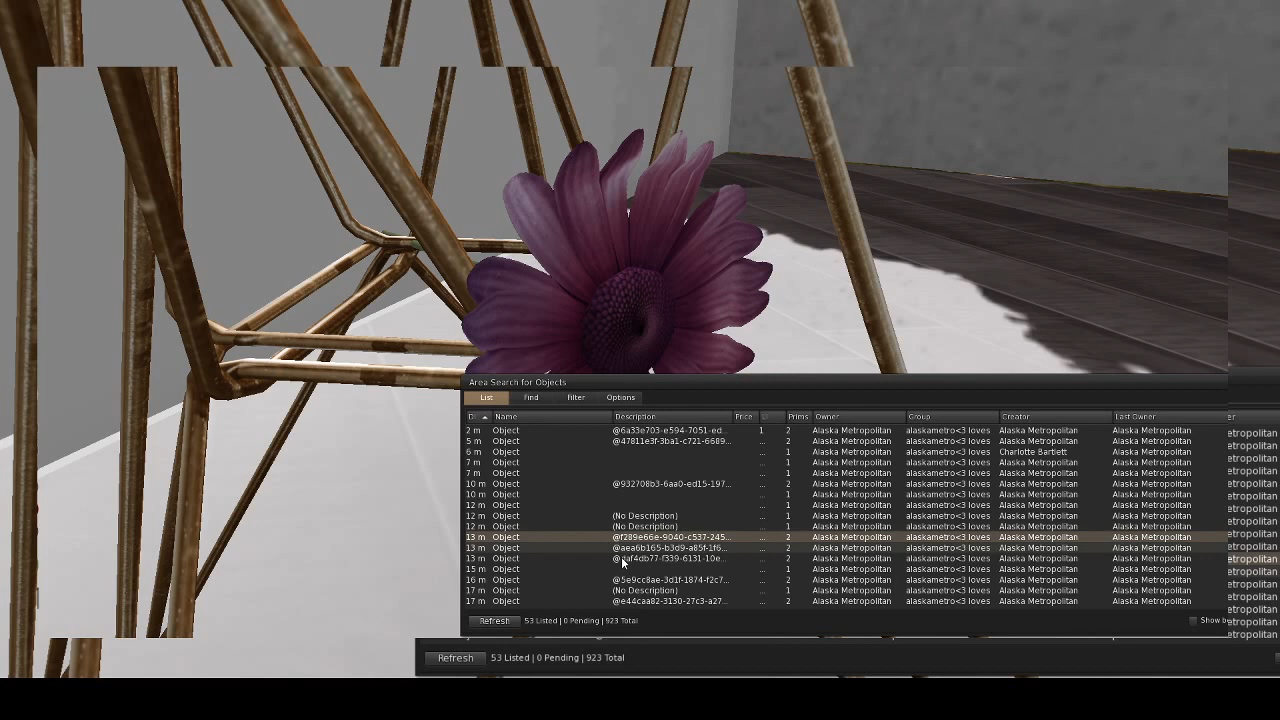 Area Search for Objects
List Find Filter Options
D. Name Description Price Prims Owner Group Creator Last Owner
2 m Object @6a33e703-e594-7051-ed... 1 2 Alaska Metropolitan alaskametro<3 loves Alaska Metropolitan Alaska Metropolitan
5 m Object @47811e3f-3ba1-c721-6689... ... 2 Alaska Metropolitan alaskametro<3 loves Alaska Metropolitan Alaska Metropolitan
6 m Object ... 1 Alaska Metropolitan alaskametro<3 loves Charlotte Bartlett Alaska Metropolitan
7 m Object ... 1 Alaska Metropolitan alaskametro<3 loves Alaska Metropolitan Alaska Metropolitan
7 m Object ... 1 Alaska Metropolitan alaskametro<3 loves Alaska Metropolitan Alaska Metropolitan
10 m Object @932708b3-6aa0-ed15-197... ... 2 Alaska Metropolitan alaskametro<3 loves Alaska Metropolitan Alaska Metropolitan
10 m Object ... 1 Alaska Metropolitan alaskametro<3 loves Alaska Metropolitan Alaska Metropolitan
12 m Object ... 1 Alaska Metropolitan alaskametro<3 loves Alaska Metropolitan Alaska Metropolitan
12 m Object (No Description) ... 1 Alaska Metropolitan alaskametro<3 loves Alaska Metropolitan Alaska Metropolitan
12 m Object (No Description) ... 1 Alaska Metropolitan alaskametro<3 loves Alaska Metropolitan Alaska Metropolitan
13 m Object @f289e66e-9040-c537-245... ... 2 Alaska Metropolitan alaskametro<3 loves Alaska Metropolitan Alaska Metropolitan
13 m Object @aea6b165-b3d9-a85f-1f6... ... 2 Alaska Metropolitan alaskametro<3 loves Alaska Metropolitan Alaska Metropolitan
13 m Object ... 2 Alaska Metropolitan alaskametro<3 loves Alaska Metropolitan Alaska Metropolitan
15 m Object ... 1 Alaska Metropolitan alaskametro<3 loves Alaska Metropolitan Alaska Metropolitan
16 m Object @5e9cc8ae-3d1f-1874-f2c7... ... 2 Alaska Metropolitan alaskametro<3 loves Alaska Metropolitan Alaska Metropolitan
17 m Object (No Description) ... 1 Alaska Metropolitan alaskametro<3 loves Alaska Metropolitan Alaska Metropolitan
17 m Object @e44caa82-3130-27c3-a27... ... 2 Alaska Metropolitan alaskametro<3 loves Alaska Metropolitan Alaska Metropolitan
Refresh 53 Listed | 0 Pending | 923 Total Show
Refresh 53 Listed | 0 Pending | 923 Total